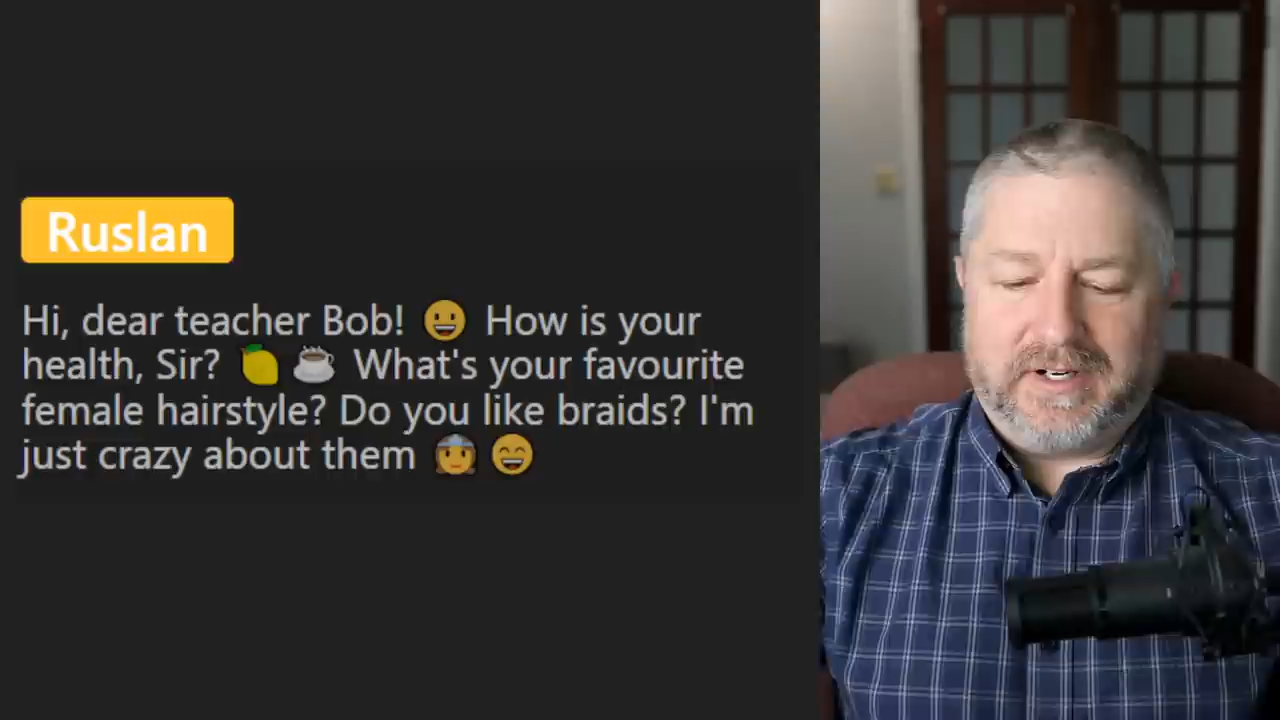 Ruslan
Hi, dear teacher Bob! 😀 How is your
health, Sir? 🍋 ☕ What's your favourite
female hairstyle? Do you like braids? I'm
just crazy about them 👰 😄